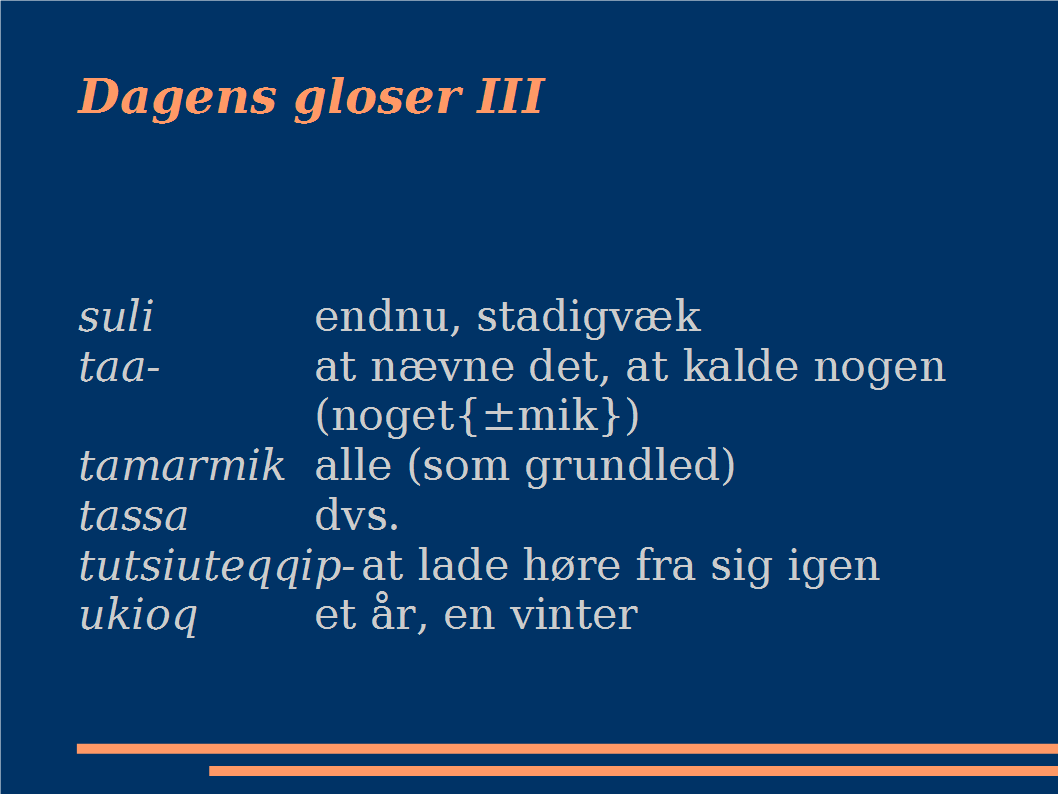 Dagens gloser III
suli endnu, stadigvæk
taa- at nævne det, at kalde nogen
(noget{±mik})
tamarmik alle (som grundled)
tassa dvs.
tutsiuteqqip- at lade høre fra sig igen
ukioq et år, en vinter